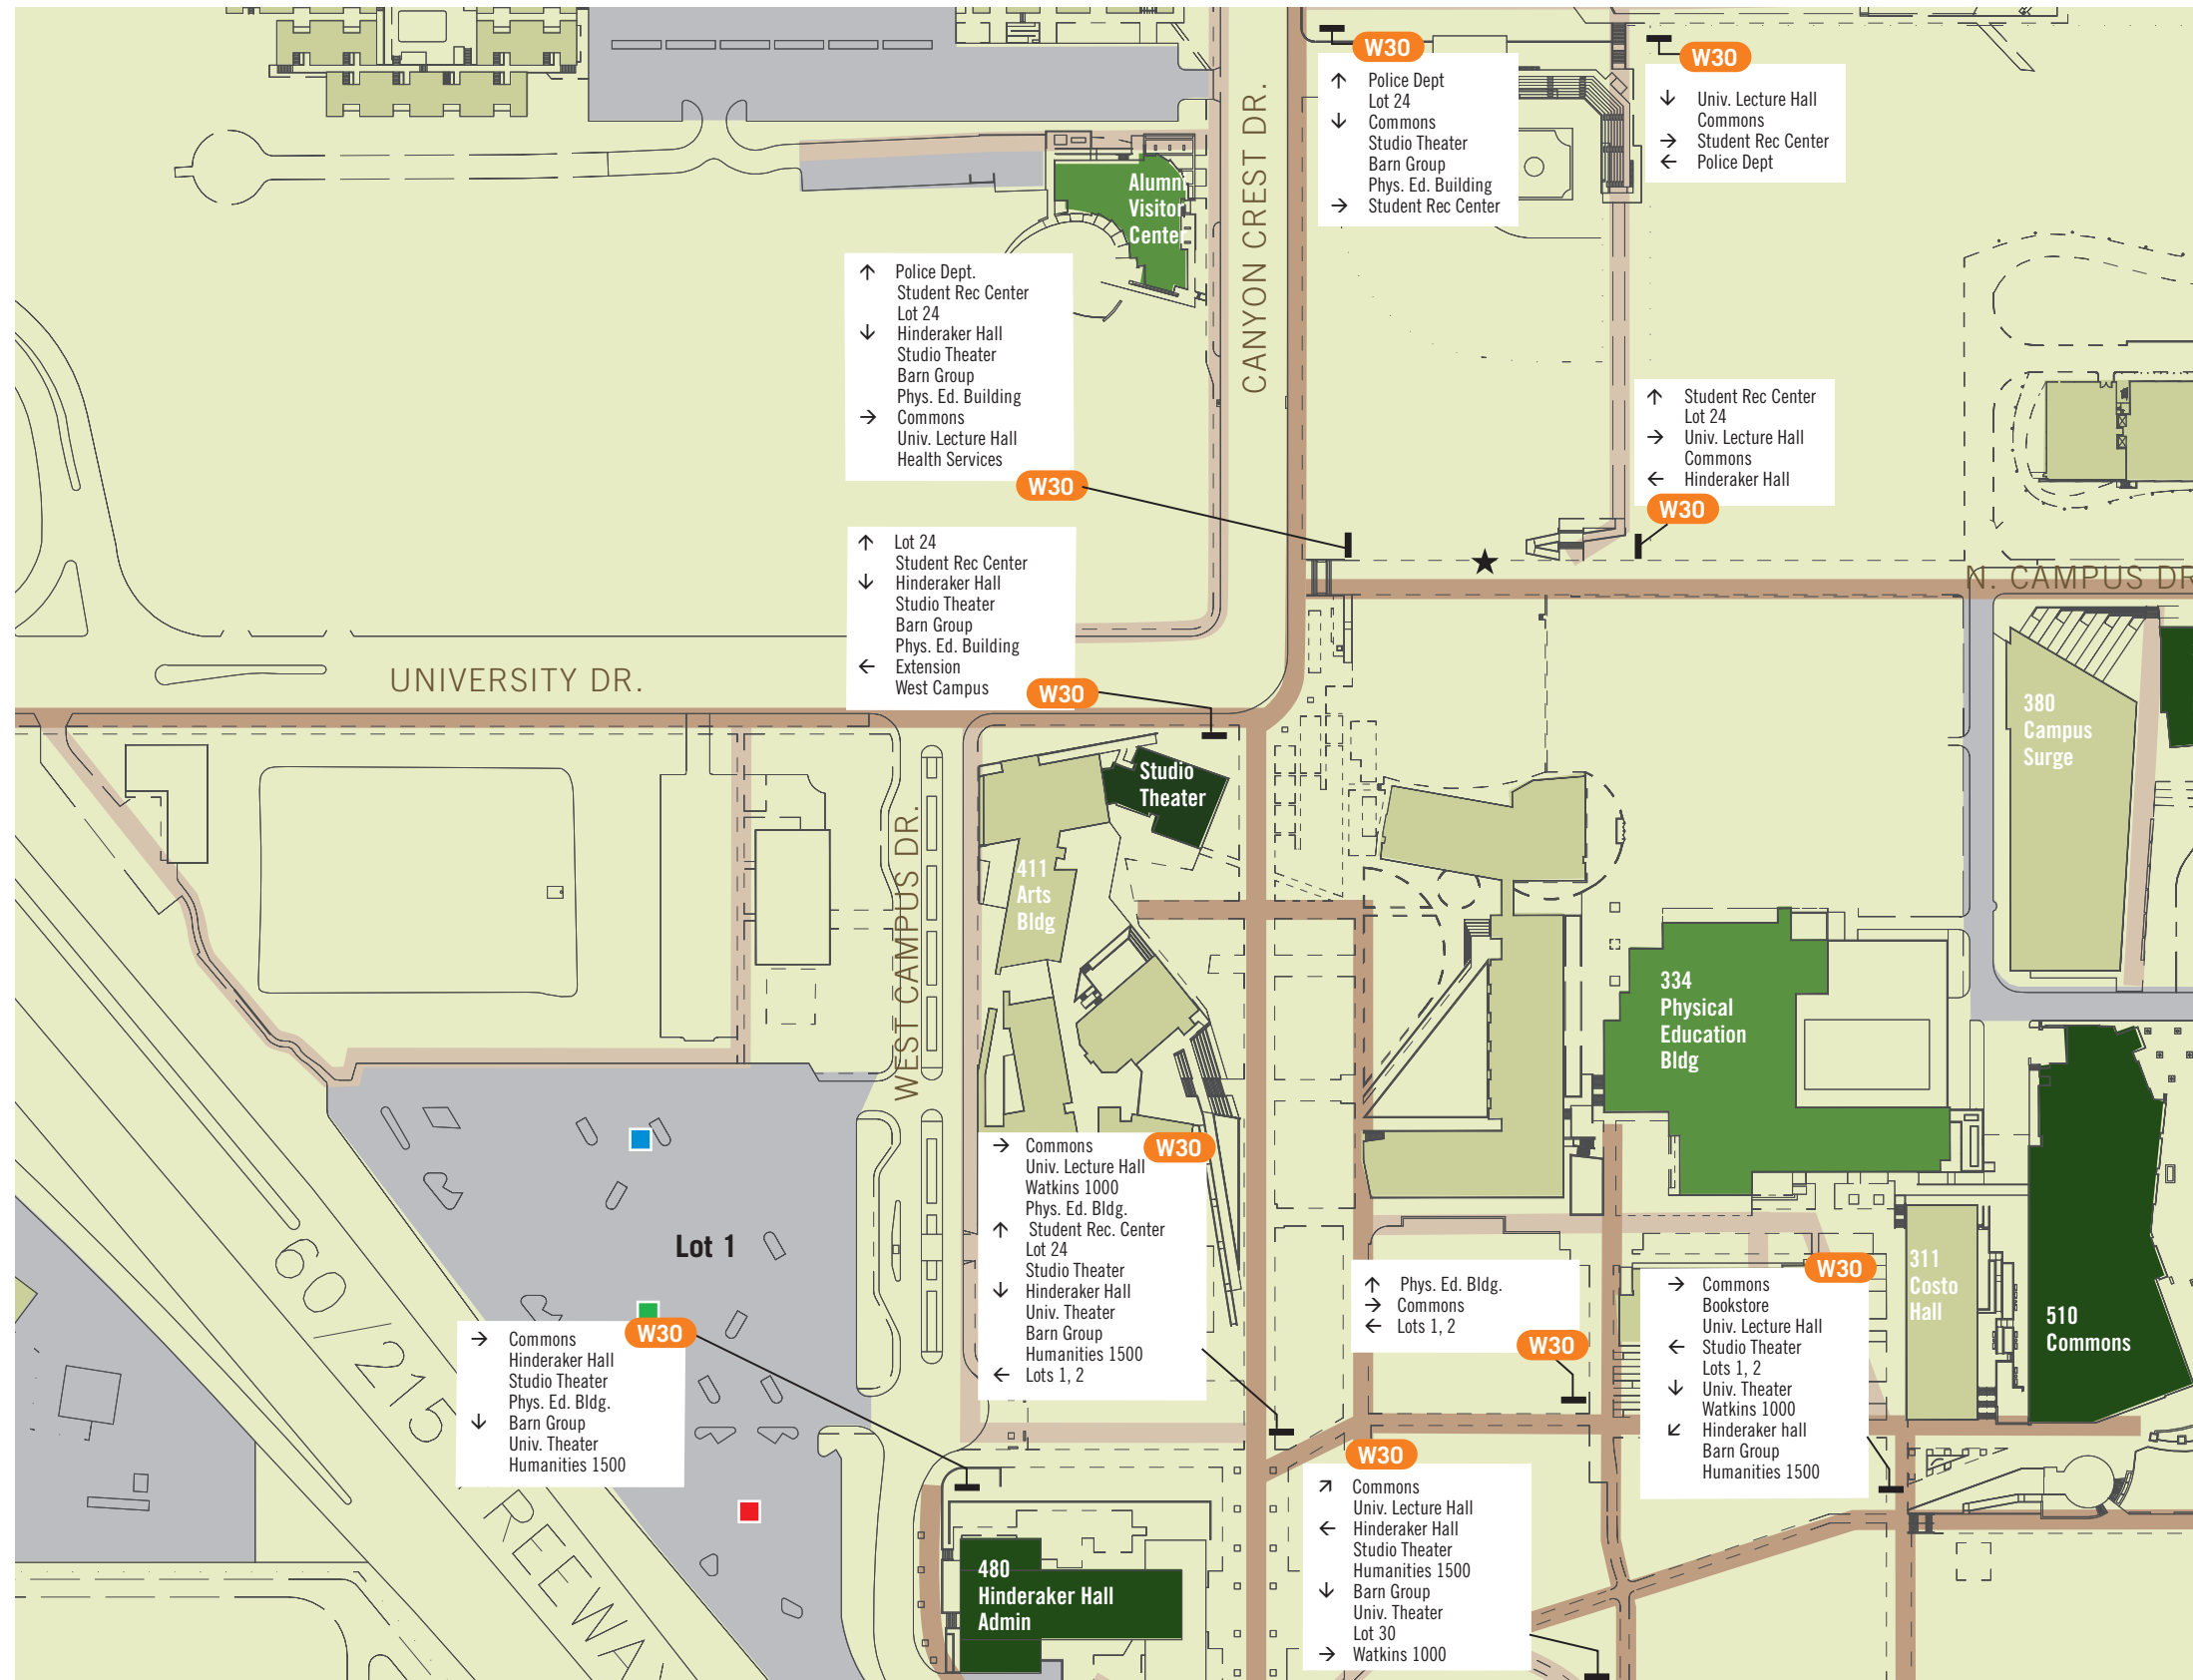 W30
↑ Police Dept
Lot 24
↓ Commons
Studio Theater
Barn Group
Phys. Ed. Building
→ Student Rec Center
W30
↓ Univ. Lecture Hall
Commons
→ Student Rec Center
← Police Dept
CANYON CREST DR.
Alumni
Visitor
Center
↑ Police Dept.
Student Rec Center
Lot 24
↓ Hinderaker Hall
Studio Theater
Barn Group
Phys. Ed. Building
→ Commons
Univ. Lecture Hall
Health Services
W30
↑ Student Rec Center
Lot 24
→ Univ. Lecture Hall
Commons
← Hinderaker Hall
W30
↑ Lot 24
Student Rec Center
↓ Hinderaker Hall
Studio Theater
Barn Group
Phys. Ed. Building
← Extension
West Campus
W30
N. CAMPUS DR
UNIVERSITY DR.
380
Campus
Surge
Studio
Theater
WEST CAMPUS DR.
411
Arts
Bldg
334
Physical
Education
Bldg
→ Commons
Univ. Lecture Hall
Watkins 1000
Phys. Ed. Bldg.
↑ Student Rec. Center
Lot 24
Studio Theater
↓ Hinderaker Hall
Univ. Theater
Barn Group
Humanities 1500
← Lots 1, 2
W30
Lot 1
60/215 FREEWA
W30
→ Commons
Hinderaker Hall
Studio Theater
Phys. Ed. Bldg.
↓ Barn Group
Univ. Theater
Humanities 1500
↑ Phys. Ed. Bldg.
→ Commons
← Lots 1, 2
W30
W30
→ Commons
Bookstore
Univ. Lecture Hall
← Studio Theater
Lots 1, 2
↓ Univ. Theater
Watkins 1000
↙ Hinderaker hall
Barn Group
Humanities 1500
311
Costo
Hall
510
Commons
W30
↗ Commons
Univ. Lecture Hall
← Hinderaker Hall
Studio Theater
Humanities 1500
↓ Barn Group
Univ. Theater
Lot 30
→ Watkins 1000
480
Hinderaker Hall
Admin